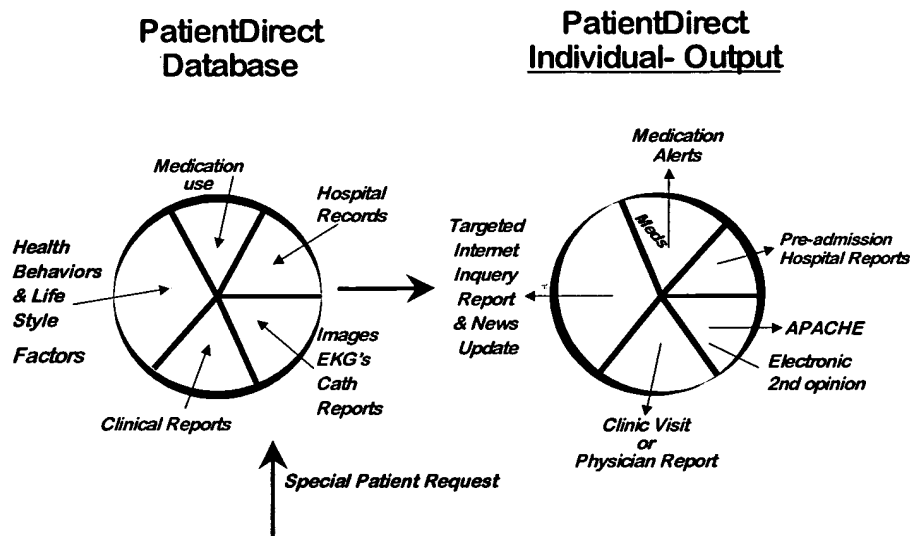 PatientDirect
Database
PatientDirect
Individual- Output
Medication
use
Hospital
Records
Health
Behaviors
& Life
Style
Factors
Images
EKG's
Cath
Reports
Clinical Reports
Special Patient Request
Medication
Alerts
Meds
Targeted
Internet
Inquery
Report
& News
Update
Pre-admission
Hospital Reports
APACHE
Electronic
2nd opinion
Clinic Visit
or
Physician Report